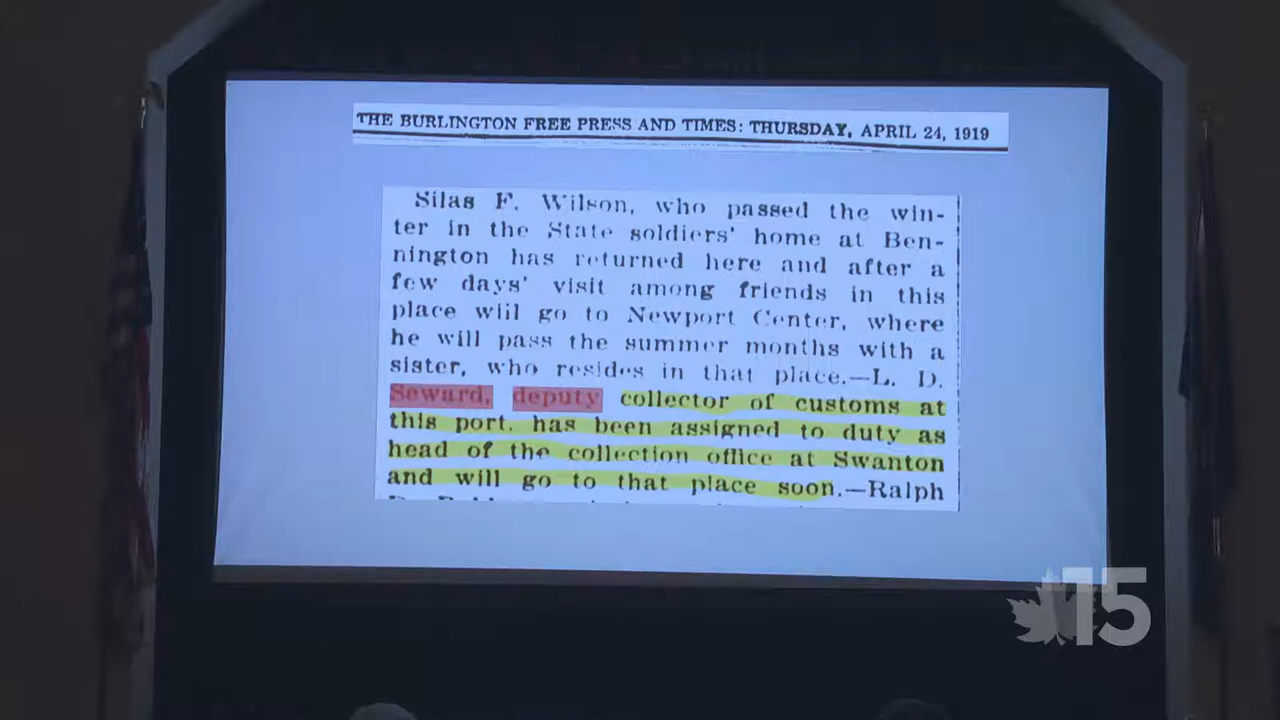 THE BURLINGTON FREE PRESS AND TIMES: THURSDAY, APRIL 24, 1919
Silas F. Wilson, who passed the win-
ter in the State soldiers' home at Ben-
nington has returned here and after a
few days' visit among friends in this
place will go to Newport Center, where
he will pass the summer months with a
sister, who resides in that place.—L. D.
Seward, deputy collector of customs at
this port, has been assigned to duty as
head of the collection office at Swanton
and will go to that place soon.—Ralph
15